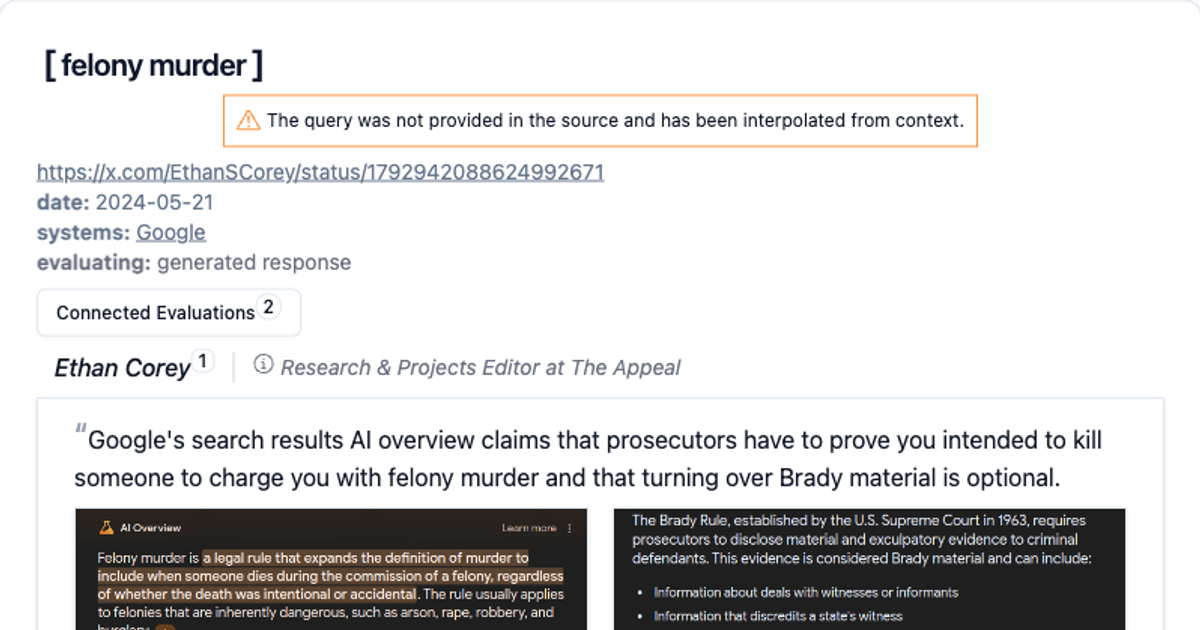 [ felony murder ]
The query was not provided in the source and has been interpolated from context.
https://x.com/EthanSCorey/status/1792942088624992671
date: 2024-05-21
systems: Google
evaluating: generated response
Connected Evaluations 2
Ethan Corey 1 Research & Projects Editor at The Appeal
"Google's search results AI overview claims that prosecutors have to prove you intended to kill
someone to charge you with felony murder and that turning over Brady material is optional.
AI Overview Learn more
Felony murder is a legal rule that expands the definition of murder to
include when someone dies during the commission of a felony, regardless
of whether the death was intentional or accidental. The rule usually applies
to felonies that are inherently dangerous, such as arson, rape, robbery, and
The Brady Rule, established by the U.S. Supreme Court in 1963, requires
prosecutors to disclose material and exculpatory evidence to criminal
defendants. This evidence is considered Brady material and can include:
• Information about deals with witnesses or informants
• Information that discredits a state's witness